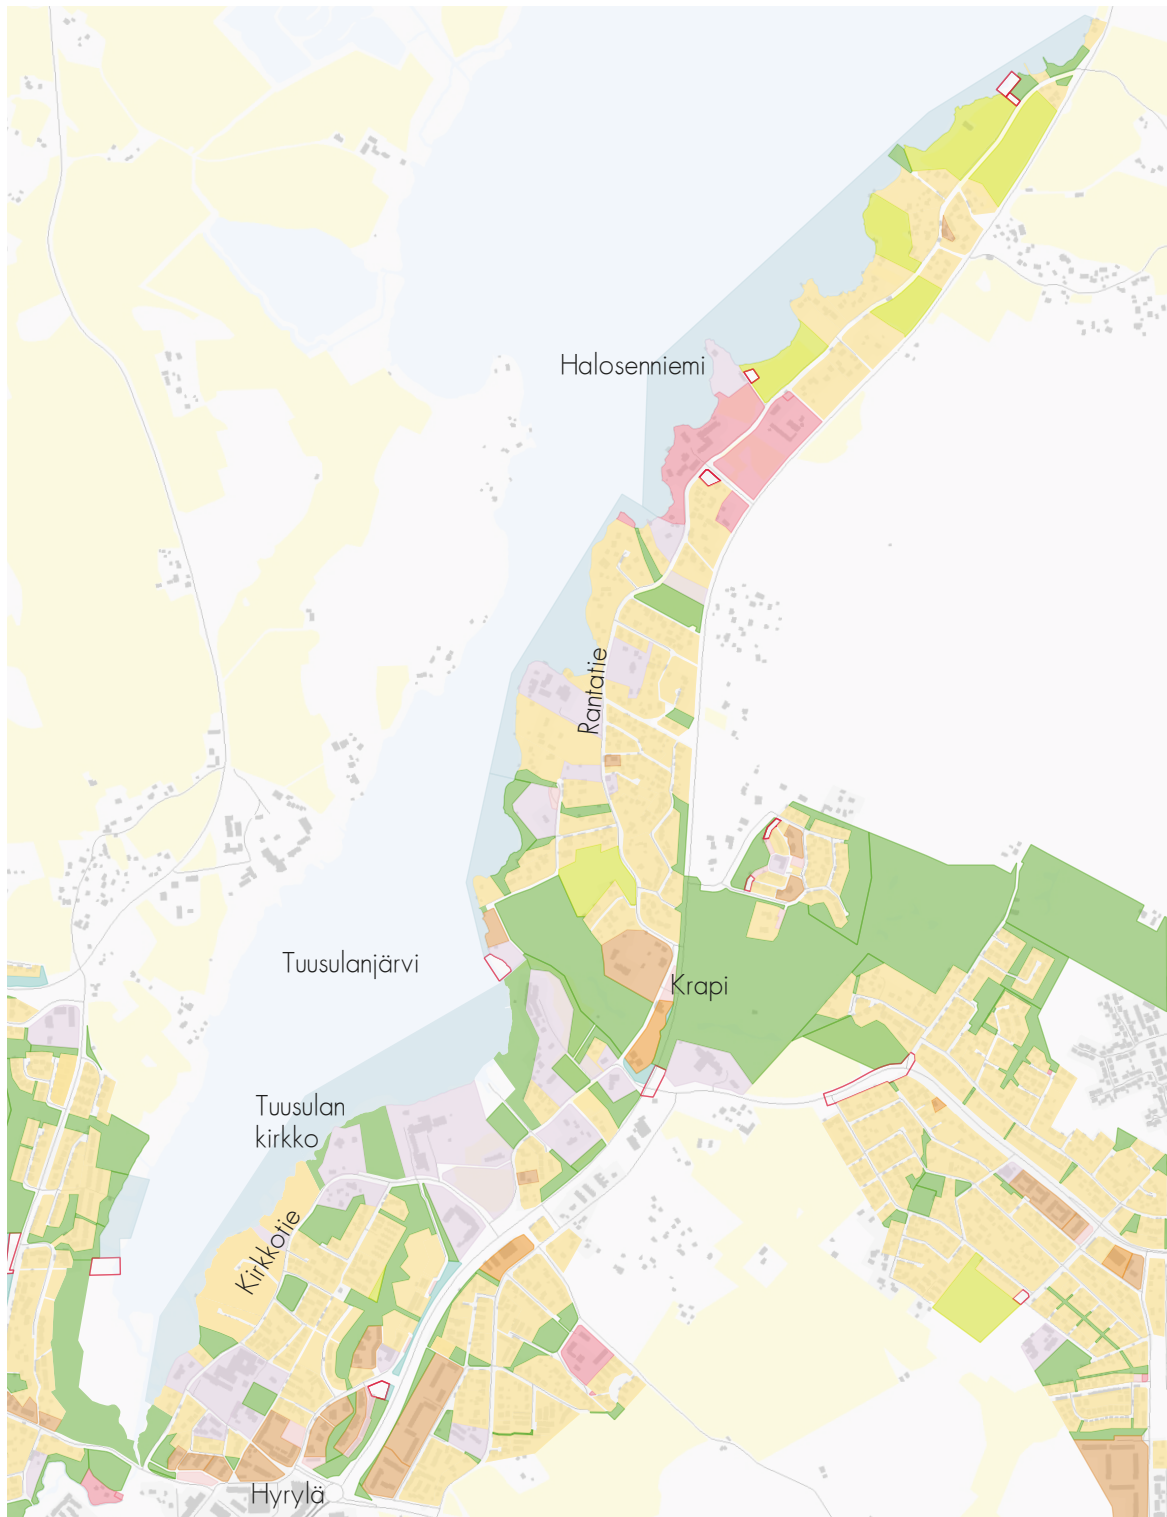 Halosenniemi
Rantatie
Tuusulanjärvi
Krapi
Tuusulan
kirkko
Kirkkotie
Hyrylä